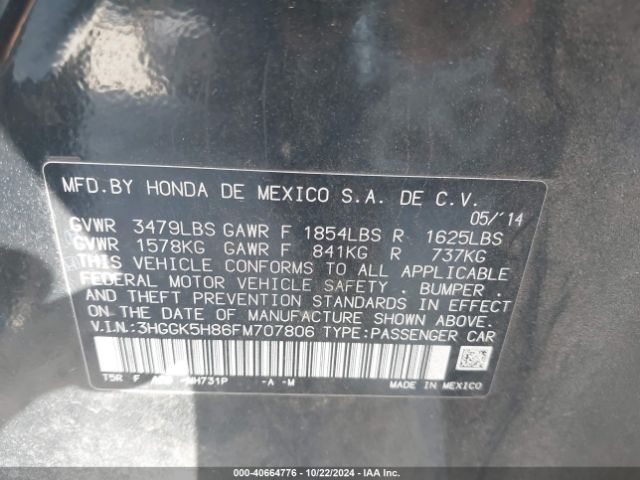 MFD.BY HONDA DE MEXICO S.A. DE C.V.
05/'14
GVWR 3479LBS GAWR F 1854LBS R 1625LBS
GVWR 1578KG GAWR F 841KG R 737KG
THIS VEHICLE CONFORMS TO ALL APPLICABLE
FEDERAL MOTOR VEHICLE SAFETY , BUMPER ,
AND THEFT PREVENTION STANDARDS IN EFFECT
ON THE DATE OF MANUFACTURE SHOWN ABOVE.
V.I.N.:3HGGK5H86FM707806 TYPE:PASSENGER CAR
T5R F -NH731P -A -M
MADE IN MEXICO
000-40664776 | 10/22/2024 | IAA Inc.